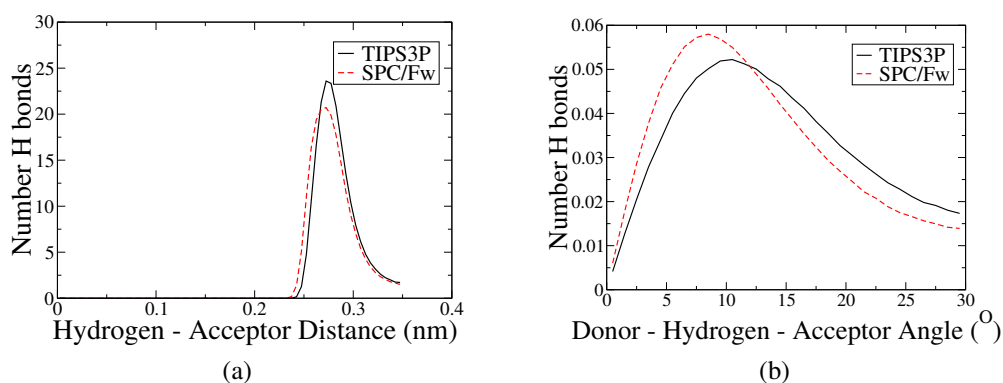 30
25
20
15
10
5
0
0
0.1
0.2
0.3
0.4
Number H bonds
Hydrogen - Acceptor Distance (nm)
TIPS3P
SPC/Fw
(a)
0.06
0.05
0.04
0.03
0.02
0.01
0
0
5
10
15
20
25
30
Number H bonds
Donor - Hydrogen - Acceptor Angle (O)
TIPS3P
SPC/Fw
(b)